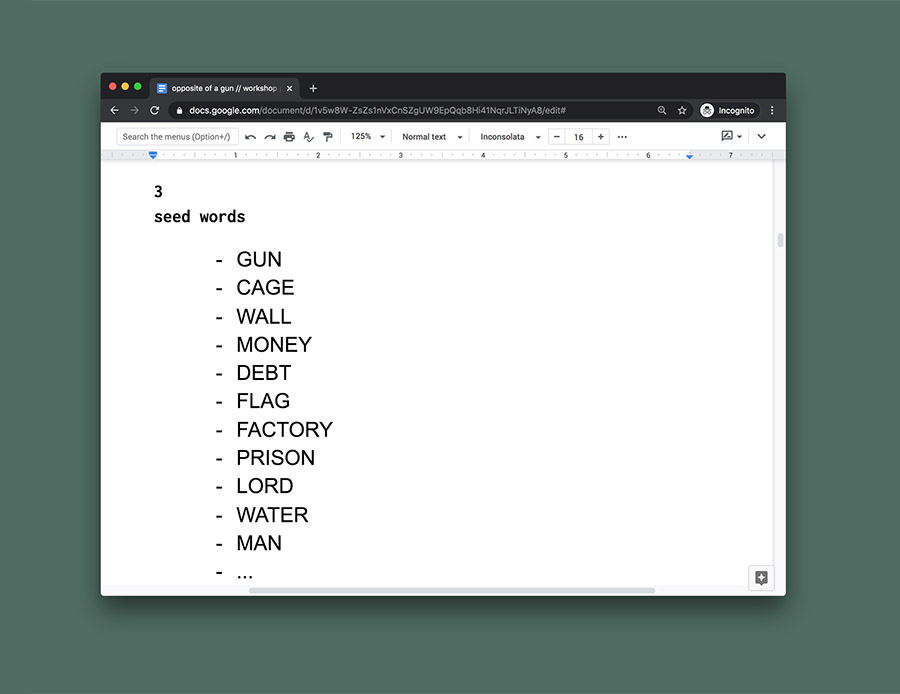 opposite of a gun // workshop
docs.google.com/document/d/1v5w8W-ZsZs1nVxCnSZgUW9EpQqb8Hi41NqrJLTiNyA8/edit#
Incognito
Search the menus (Option+/)
125%
Normal text
Inconsolata
- 16 +
1 2 3 4 5 6 7
3
seed words
- GUN
- CAGE
- WALL
- MONEY
- DEBT
- FLAG
- FACTORY
- PRISON
- LORD
- WATER
- MAN
- ...